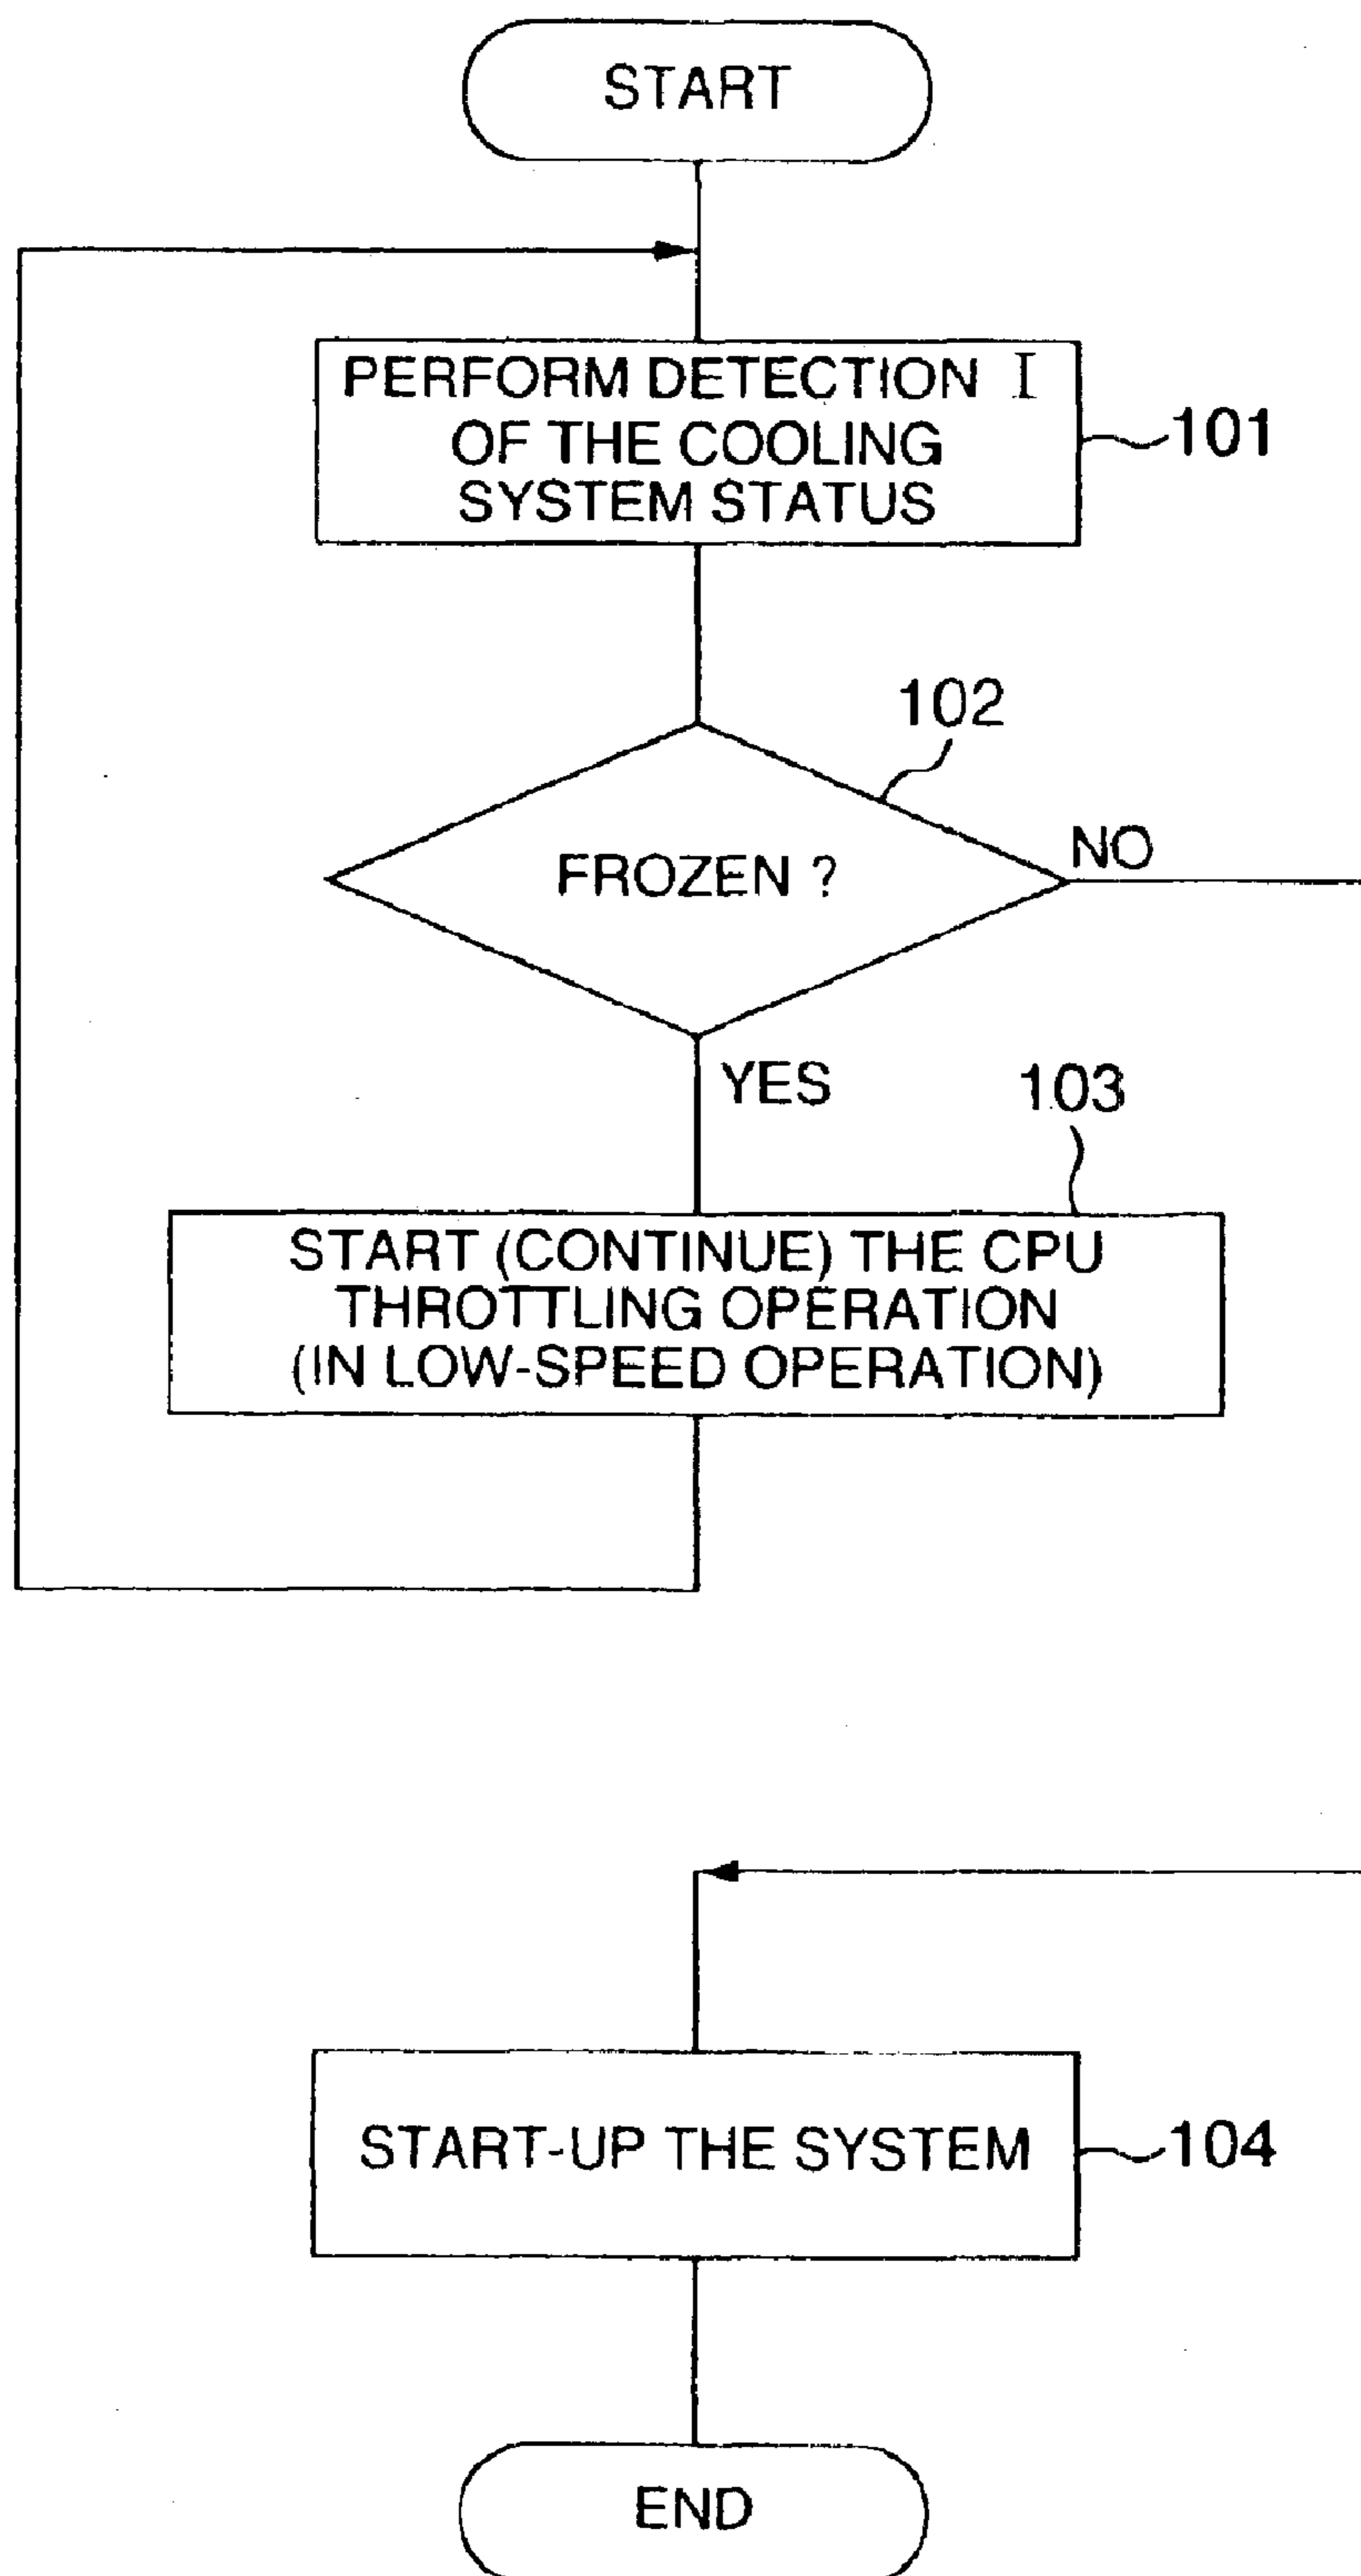 START
PERFORM DETECTION I
OF THE COOLING
SYSTEM STATUS
101
102
FROZEN ?
NO
YES
103
START (CONTINUE) THE CPU
THROTTLING OPERATION
(IN LOW-SPEED OPERATION)
START-UP THE SYSTEM
104
END